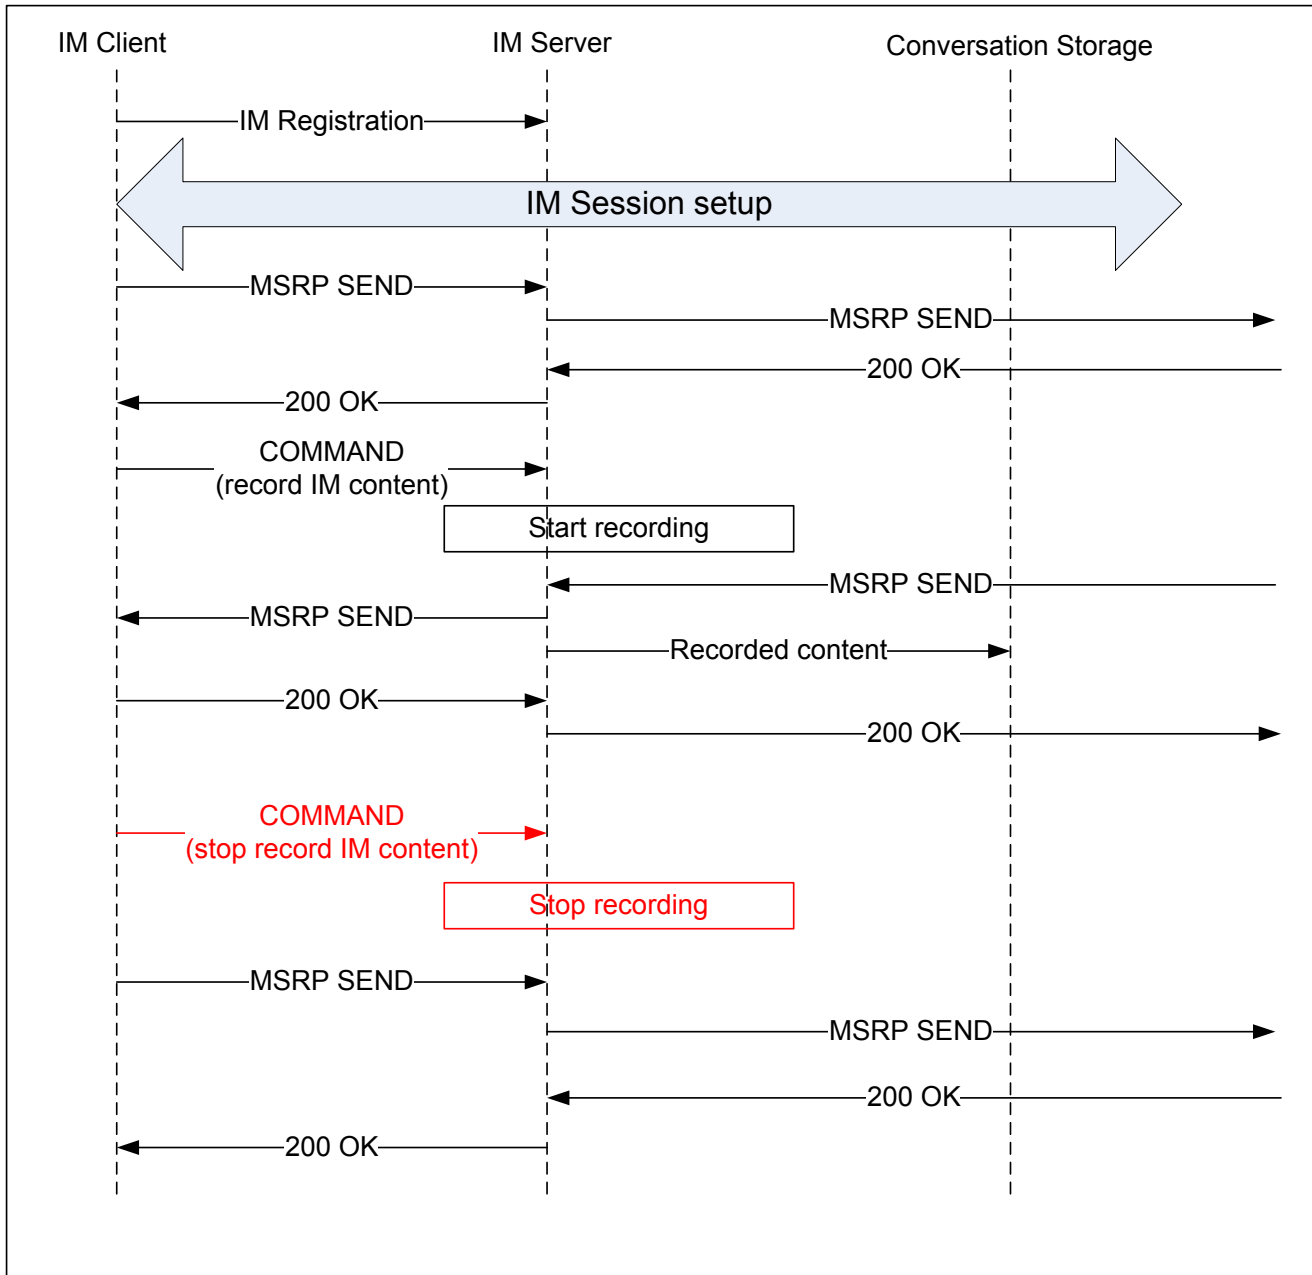 IM Client
IM Server
Conversation Storage
IM Registration
IM Session setup
MSRP SEND
MSRP SEND
200 OK
200 OK
COMMAND
(record IM content)
Start recording
MSRP SEND
MSRP SEND
Recorded content
200 OK
200 OK
COMMAND
(stop record IM content)
Stop recording
MSRP SEND
MSRP SEND
200 OK
200 OK